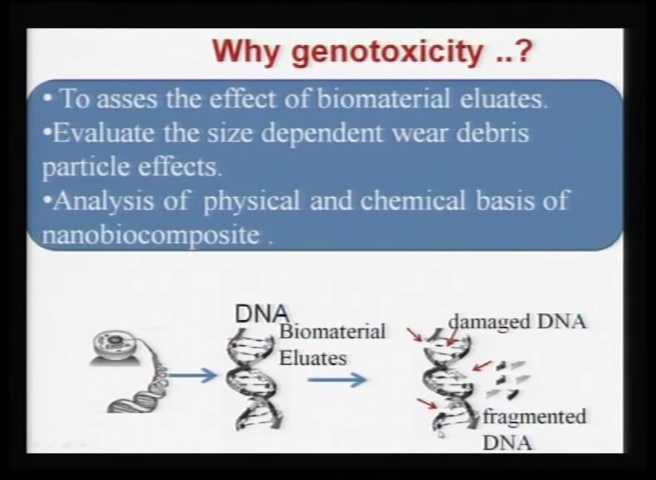 Why genotoxicity ..?
• To asses the effect of biomaterial eluates.
•Evaluate the size dependent wear debris
particle effects.
•Analysis of physical and chemical basis of
nanobiocomposite .
DNA
Biomaterial
Eluates
damaged DNA
fragmented
DNA